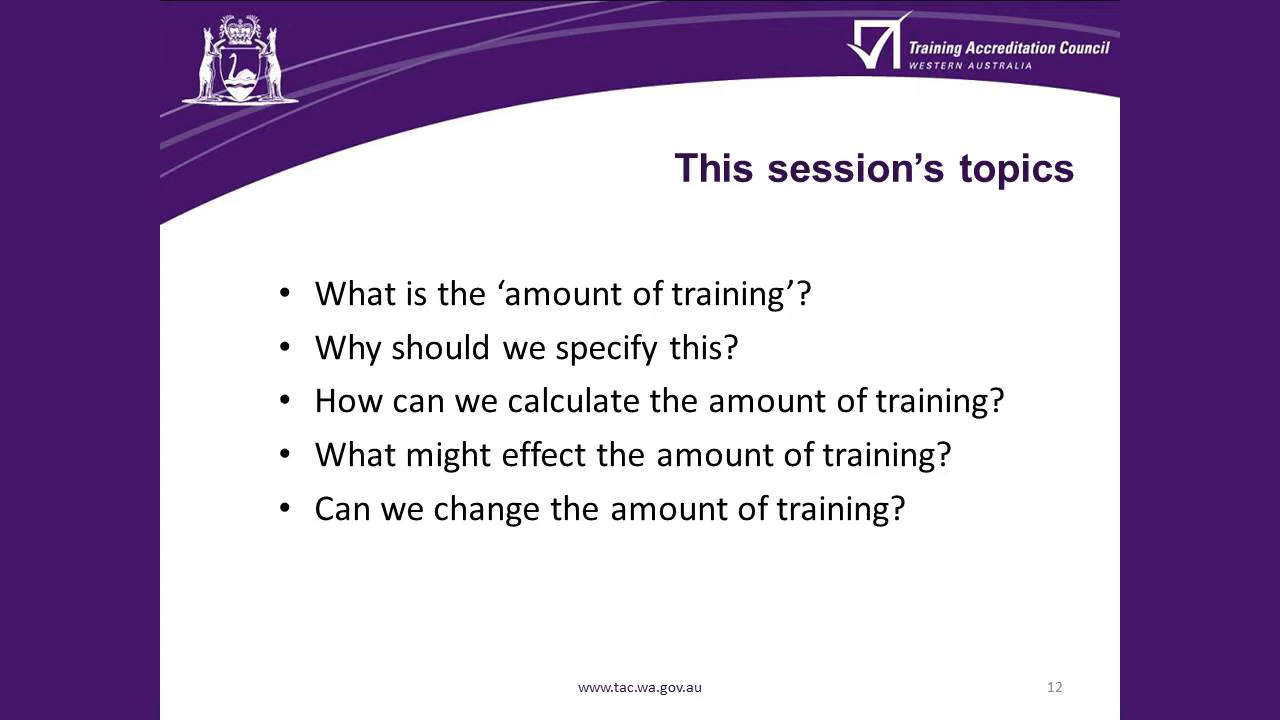 Training Accreditation Council
WESTERN AUSTRALIA
This session’s topics
• What is the ‘amount of training’?
• Why should we specify this?
• How can we calculate the amount of training?
• What might effect the amount of training?
• Can we change the amount of training?
www.tac.wa.gov.au
12